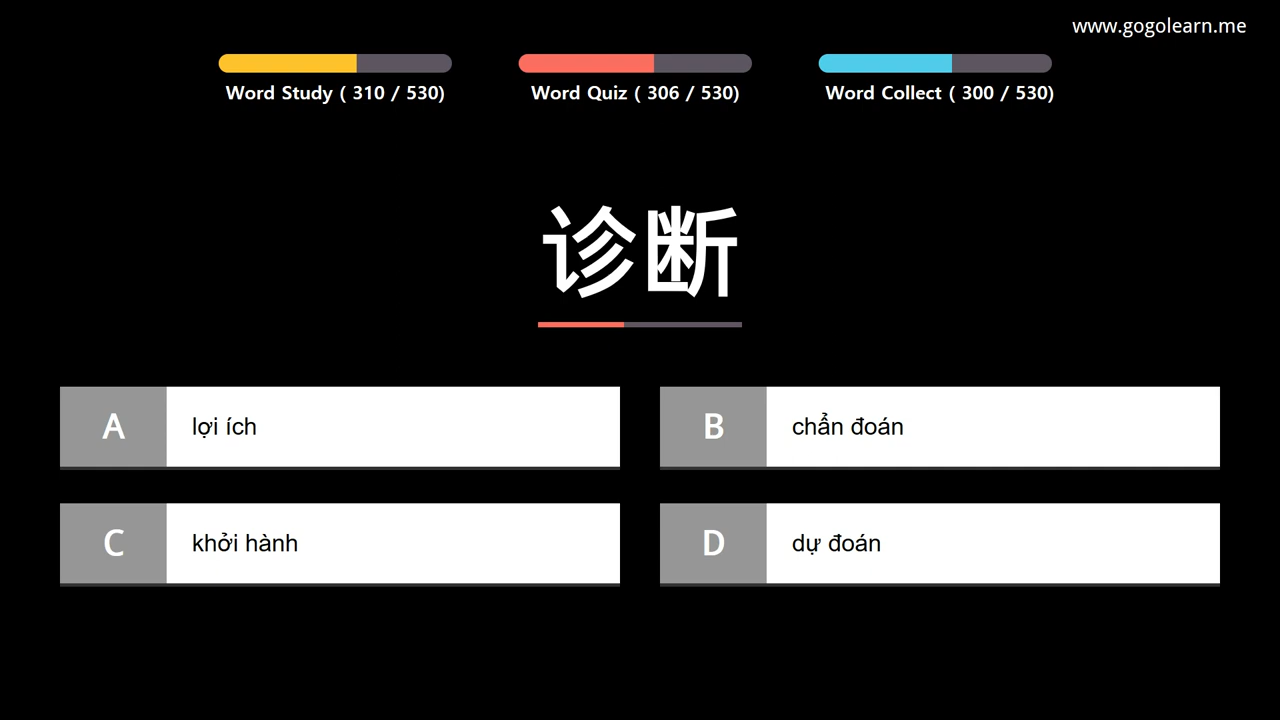 www.gogolearn.me
Word Study ( 310 / 530)
Word Quiz ( 306 / 530)
Word Collect ( 300 / 530)
诊断
A
lợi ích
B
chẩn đoán
C
khởi hành
D
dự đoán